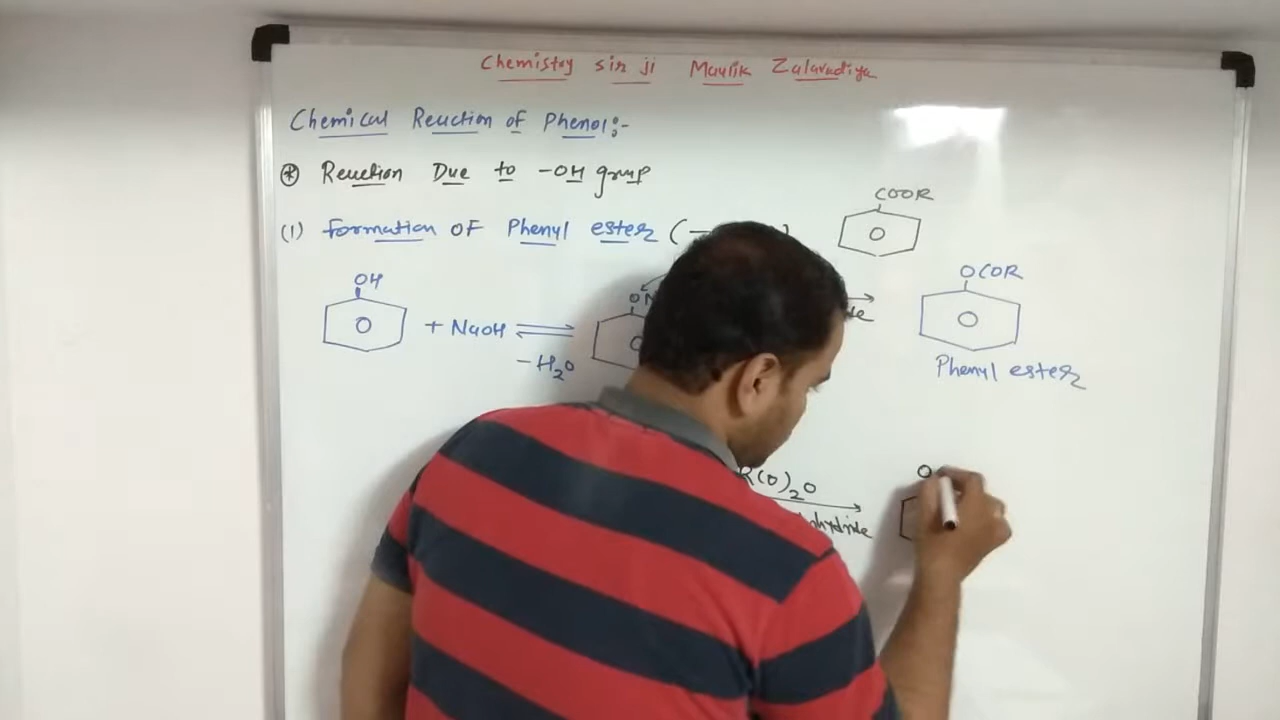 Chemistry sir ji Maulik Zalavadiya
Chemical Reaction of Phenol:-
* Reaction Due to -OH group
(1) Formation OF Phenyl ester (
COOR
OH
+ NaOH
-H2O
OCOR
Phenyl ester
R(O)2O
O